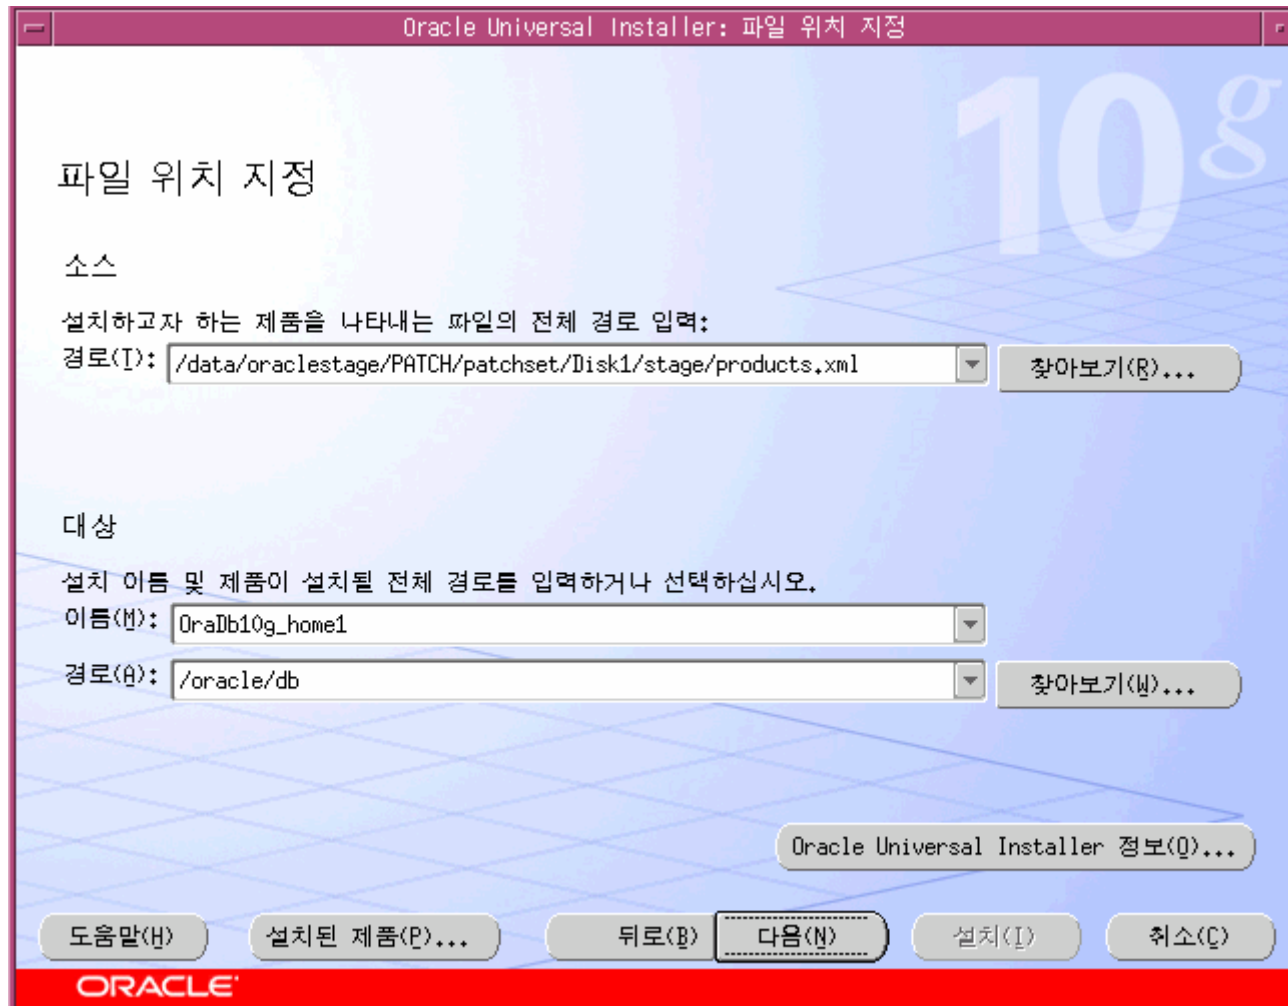 Oracle Universal Installer: 파일 위치 지정
10g
파일 위치 지정
소스
설치하고자 하는 제품을 나타내는 파일의 전체 경로 입력:
경로(T): /data/oraclestage/PATCH/patchset/Disk1/stage/products.xml 찾아보기(R)...
대상
설치 이름 및 제품이 설치될 전체 경로를 입력하거나 선택하십시오.
이름(M): OraDb10g_home1
경로(A): /oracle/db 찾아보기(W)...
Oracle Universal Installer 정보(O)...
도움말(H) 설치된 제품(P)... 뒤로(B) 다음(N) 설치(I) 취소(C)
ORACLE